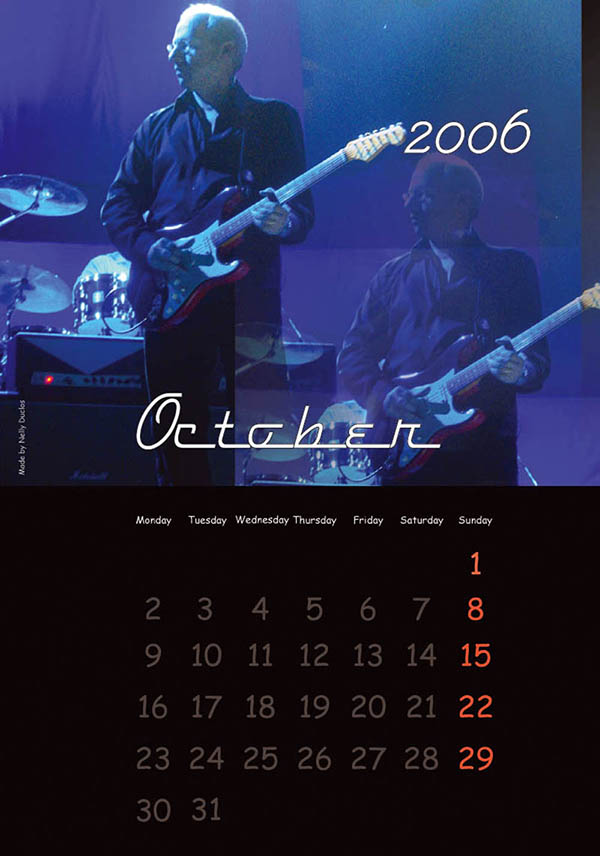 2006
October
Made by Nelly Duclos
Marshall
Monday Tuesday Wednesday Thursday Friday Saturday Sunday
1
2 3 4 5 6 7 8
9 10 11 12 13 14 15
16 17 18 19 20 21 22
23 24 25 26 27 28 29
30 31